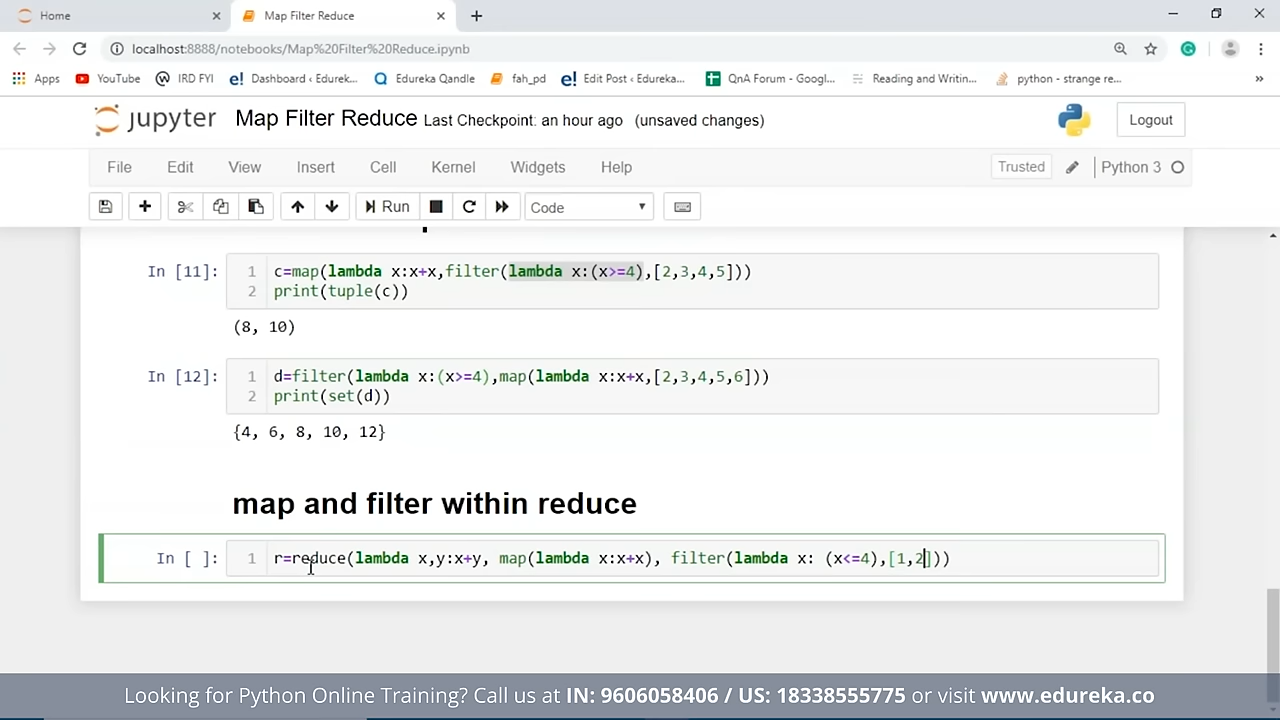 Home
Map Filter Reduce
localhost:8888/notebooks/Map%20Filter%20Reduce.ipynb
Apps YouTube IRD FYI Dashboard ‹ Edurek... Edureka Qandle fah_pd Edit Post ‹ Edureka... QnA Forum - Googl... Reading and Writin... python - strange re... »
jupyter Map Filter Reduce Last Checkpoint: an hour ago (unsaved changes) Logout
File Edit View Insert Cell Kernel Widgets Help Trusted Python 3
Run Code
In [11]: 1 c=map(lambda x:x+x,filter(lambda x:(x>=4),[2,3,4,5]))
2 print(tuple(c))
(8, 10)
In [12]: 1 d=filter(lambda x:(x>=4),map(lambda x:x+x,[2,3,4,5,6]))
2 print(set(d))
{4, 6, 8, 10, 12}
map and filter within reduce
In [ ]: 1 r=reduce(lambda x,y:x+y, map(lambda x:x+x), filter(lambda x: (x<=4),[1,2]))
Looking for Python Online Training? Call us at IN: 9606058406 / US: 18338555775 or visit www.edureka.co